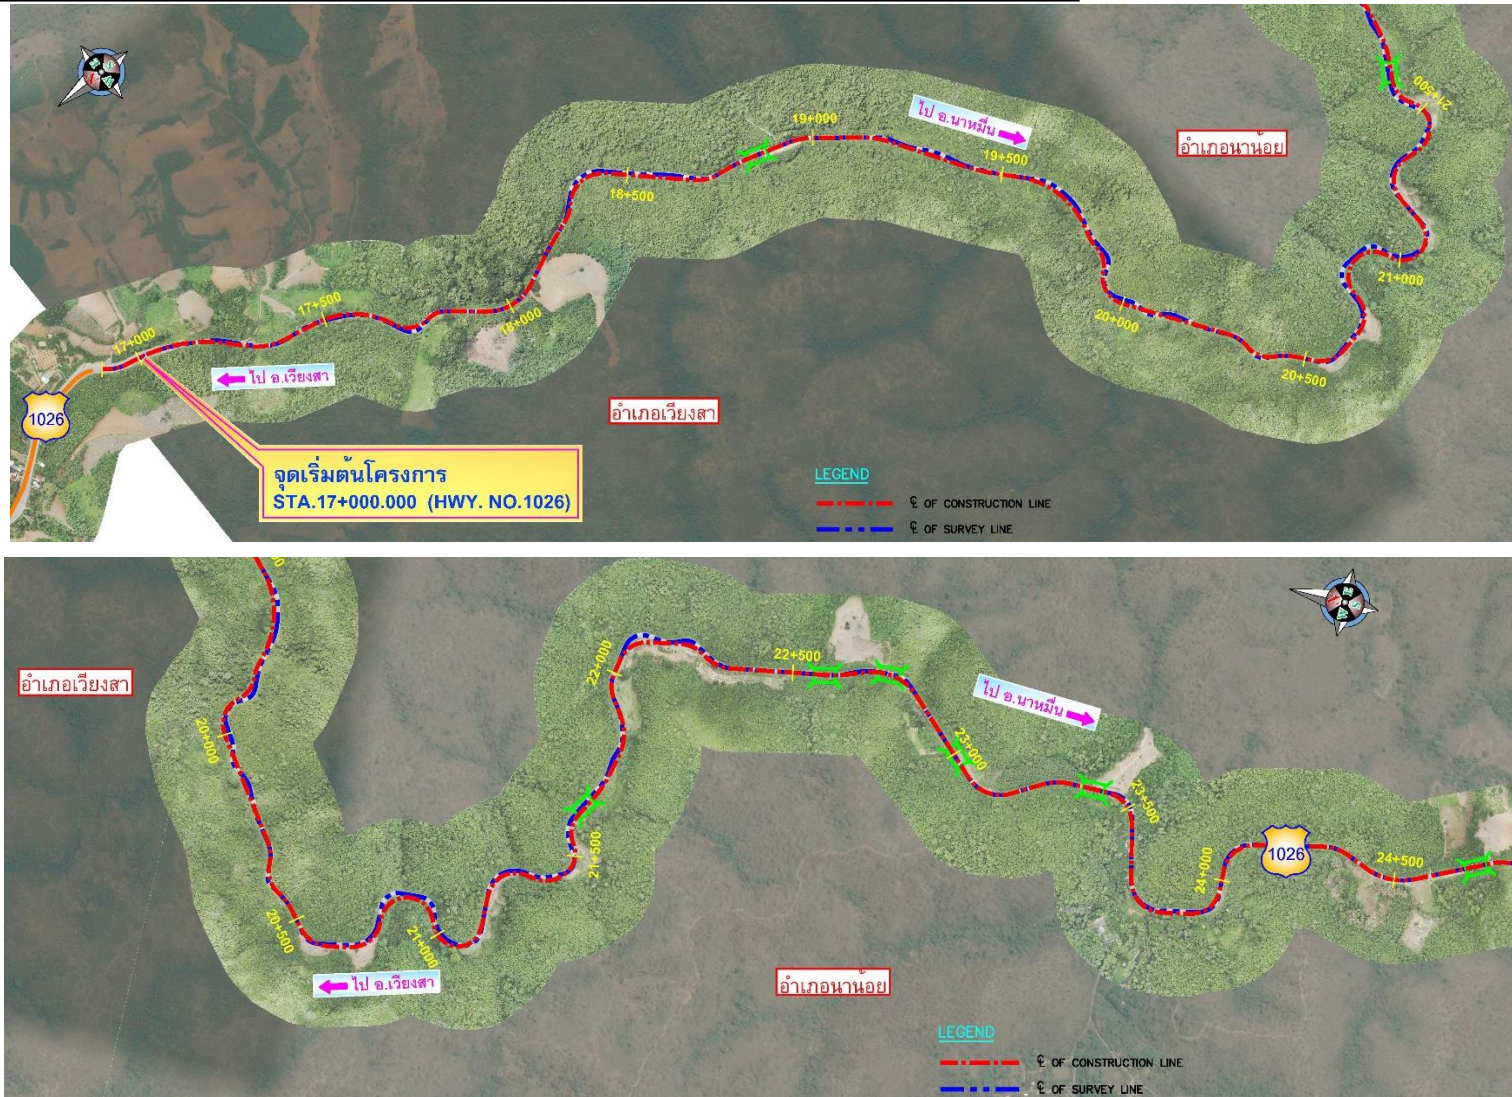 21+500
19+000
ไป อ.นาหมื่น
อำเภอน่าน้อย
19+500
18+500
21+000
17+500
18+000
20+000
17+000
20+500
ไป อ.เวียงสา
1026
อำเภอเวียงสา
จุดเริ่มต้นโครงการ
STA.17+000.000 (HWY. NO.1026)
LEGEND
℄ OF CONSTRUCTION LINE
℄ OF SURVEY LINE
22+000
22+500
อำเภอเวียงสา
ไป อ.นาหมื่น
20+000
23+000
23+500
21+500
1026
24+500
24+000
20+500
21+000
ไป อ.เวียงสา
อำเภอน่าน้อย
LEGEND
℄ OF CONSTRUCTION LINE
℄ OF SURVEY LINE